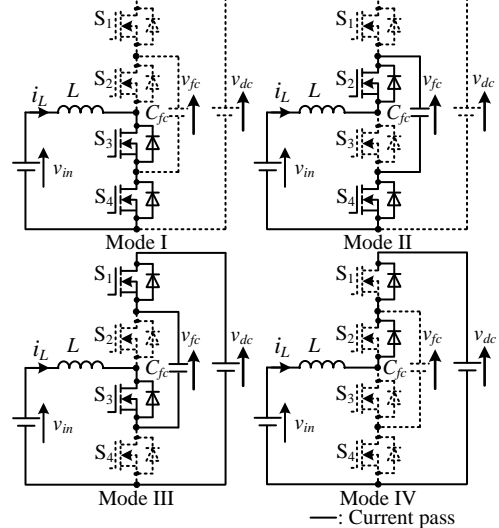 S1
S2
vfc
vdc
iL
L
Cfc
S3
vin
S4
Mode I
S1
S2
vfc
vdc
iL
L
Cfc
S3
vin
S4
Mode II
S1
S2
vfc
vdc
iL
L
Cfc
S3
vin
S4
Mode III
S1
S2
vfc
vdc
iL
L
Cfc
S3
vin
S4
Mode IV
: Current pass